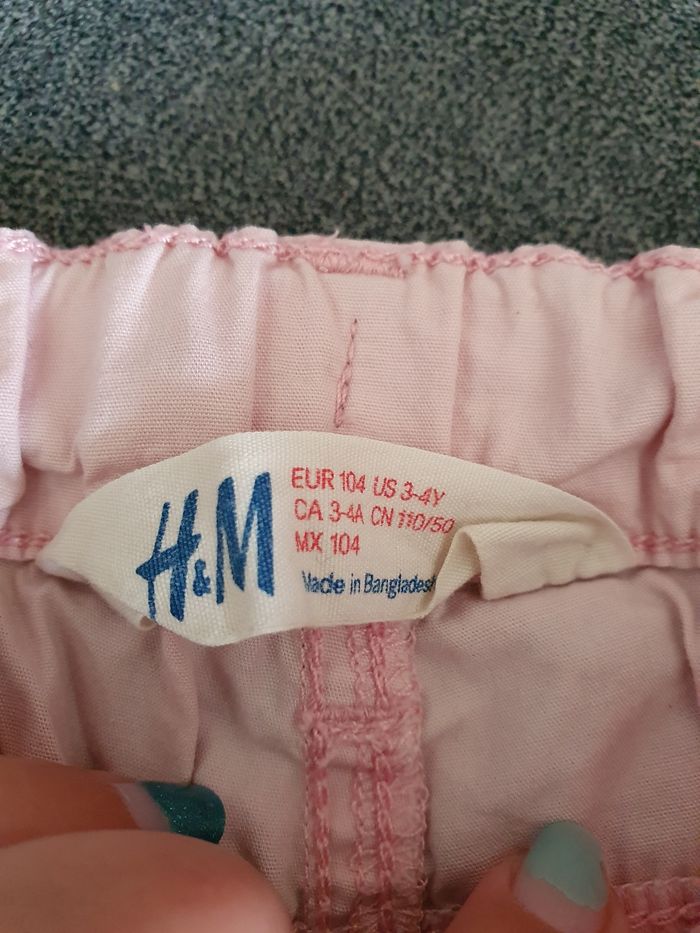 H&M
EUR 104 US 3-4Y
CA 3-4A CN 110/50
MX 104
Made in Bangladesh